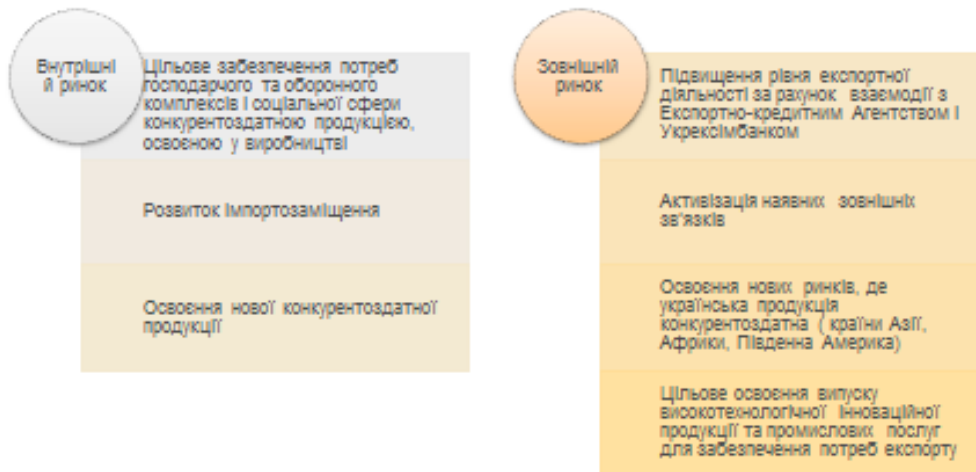 Внутрішні
й ринок
Цільове забезпечення потреб
господарчого та оборонного
комплексів і соціальної сфери
конкурентоздатною продукцією,
освоєною у виробництві
Розвиток імпортозаміщення
Освоєння нової конкурентоздатної
продукції
Зовнішній
ринок
Підвищення рівня експортної
діяльності за рахунок взаємодії з
Експортно-кредитним Агентством і
Укрексімбанком
Активізація наявних зовнішніх
зв'язків
Освоєння нових ринків, де
українська продукція
конкурентоздатна ( країни Азії,
Африки, Південна Америка)
Цільове освоєння випуску
високотехнологічної інноваційної
продукції та промислових послуг
для забезпечення потреб експорту